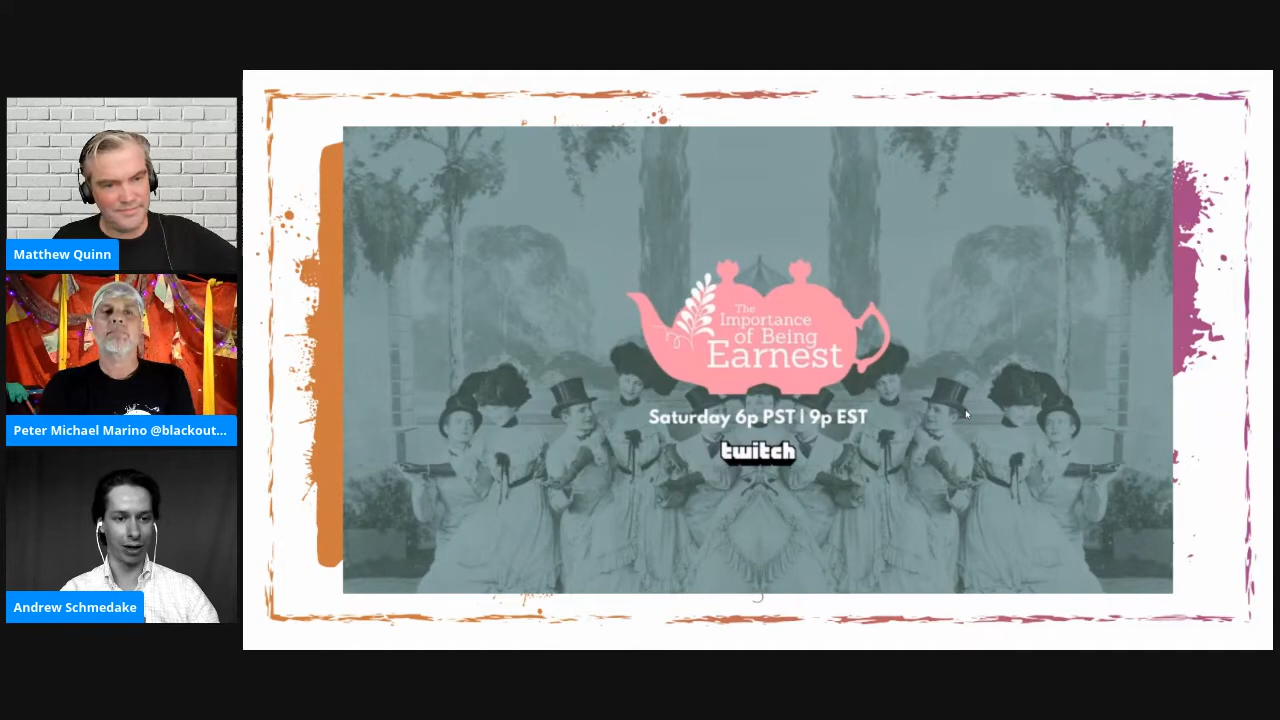 Matthew Quinn
Peter Michael Marino @blackout...
Andrew Schmedake
The
Importance
of Being
Earnest
Saturday 6p PST | 9p EST
twitch